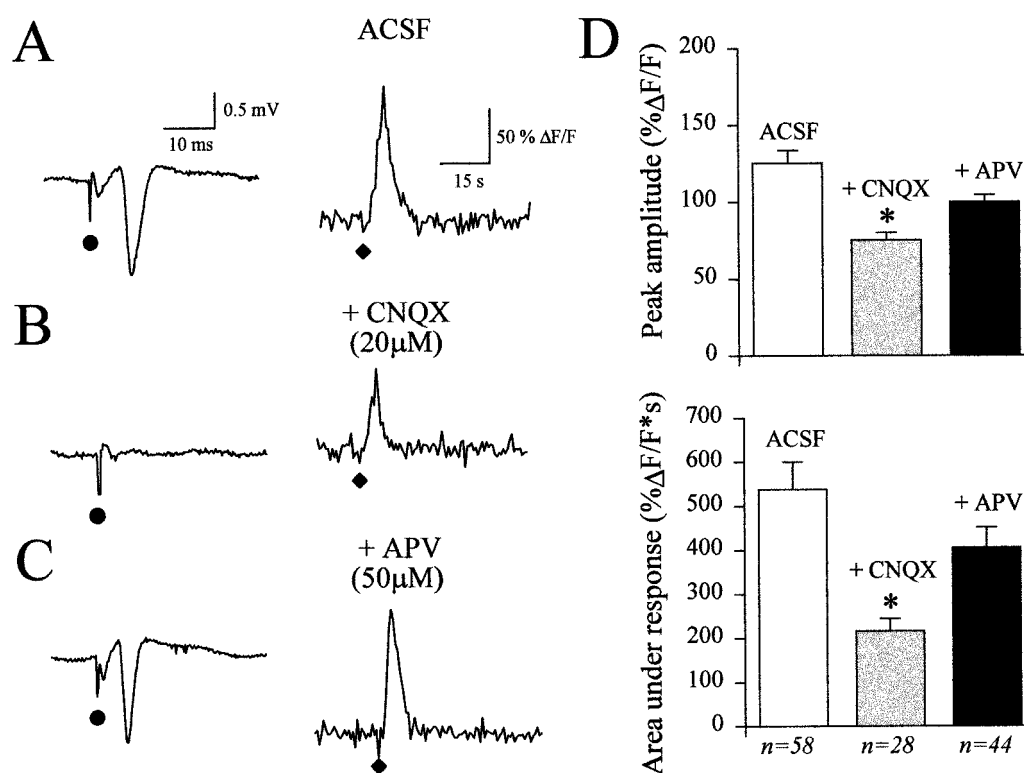 A
ACSF
0.5 mV
10 ms
50 % ΔF/F
15 s
B
+ CNQX
(20μM)
C
+ APV
(50μM)
D
Peak amplitude (%ΔF/F)
200
150
100
50
0
ACSF
+ CNQX
*
+ APV
Area under response (%ΔF/F*s)
700
600
500
400
300
200
100
0
ACSF
+ CNQX
*
+ APV
n=58
n=28
n=44